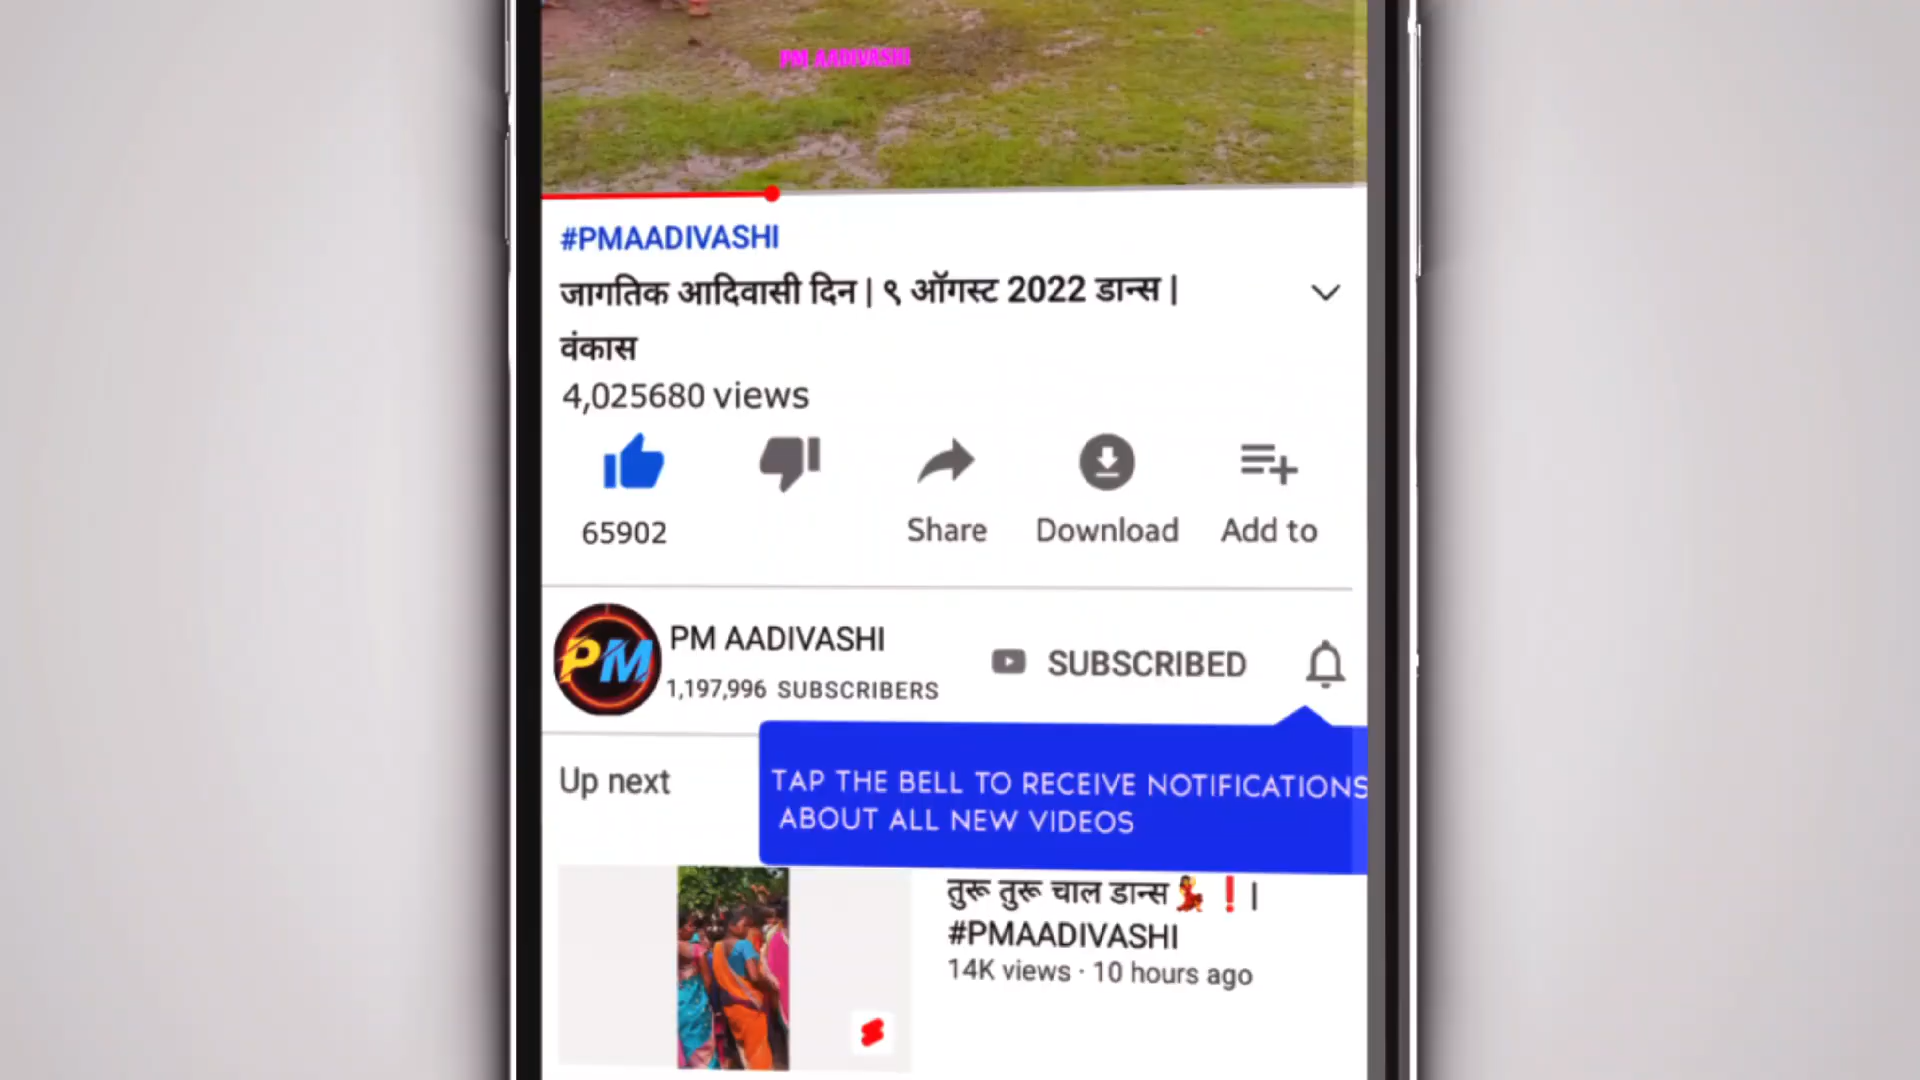 PM AADIVASHI
#PMAADIVASHI
जागतिक आदिवासी दिन | ९ ऑगस्ट 2022 डान्स |
वंकास
4,025680 views
65902
Share
Download
Add to
PM
PM AADIVASHI
1,197,996 SUBSCRIBERS
SUBSCRIBED
TAP THE BELL TO RECEIVE NOTIFICATIONS
ABOUT ALL NEW VIDEOS
Up next
तुरू तुरू चाल डान्स💃❗|
#PMAADIVASHI
14K views · 10 hours ago